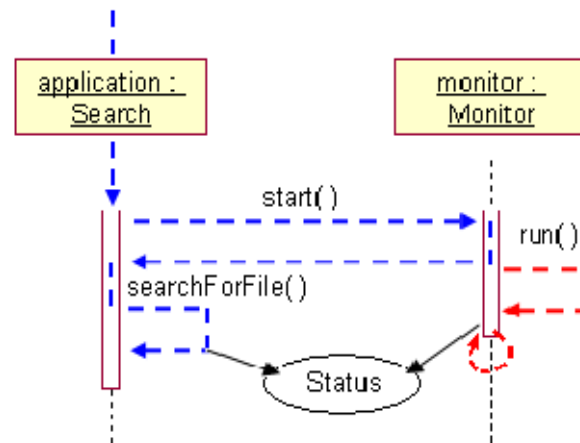 application :
Search
monitor :
Monitor
start( )
run( )
searchForFile( )
Status